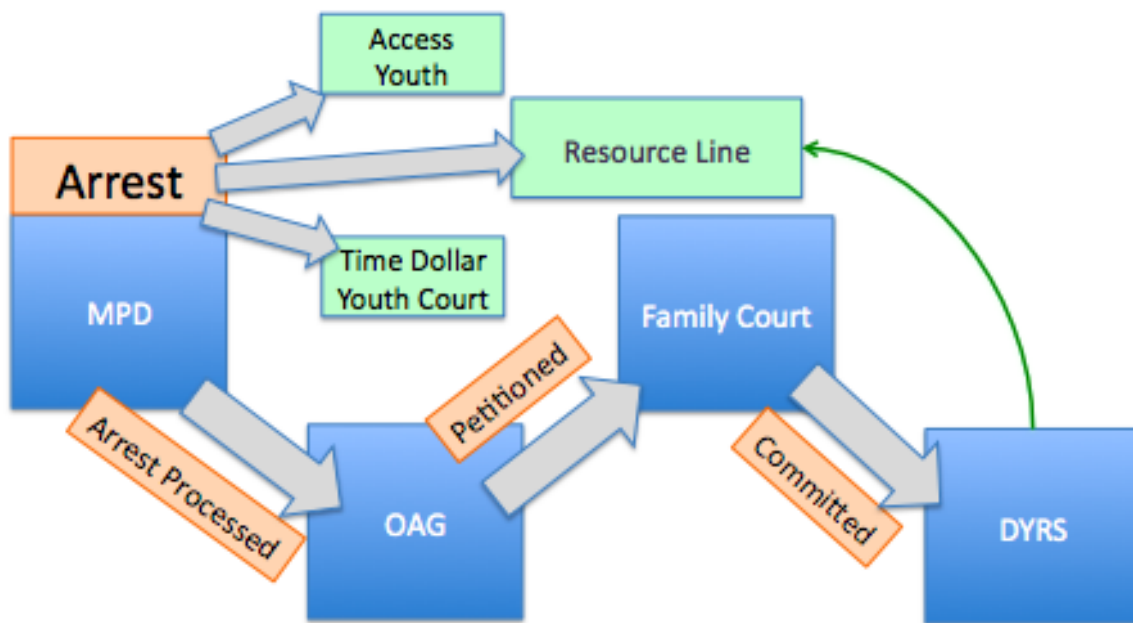 Access
Youth
Resource Line
Arrest
Time Dollar
Youth Court
MPD
Family Court
Petitioned
Arrest Processed
Committed
OAG
DYRS